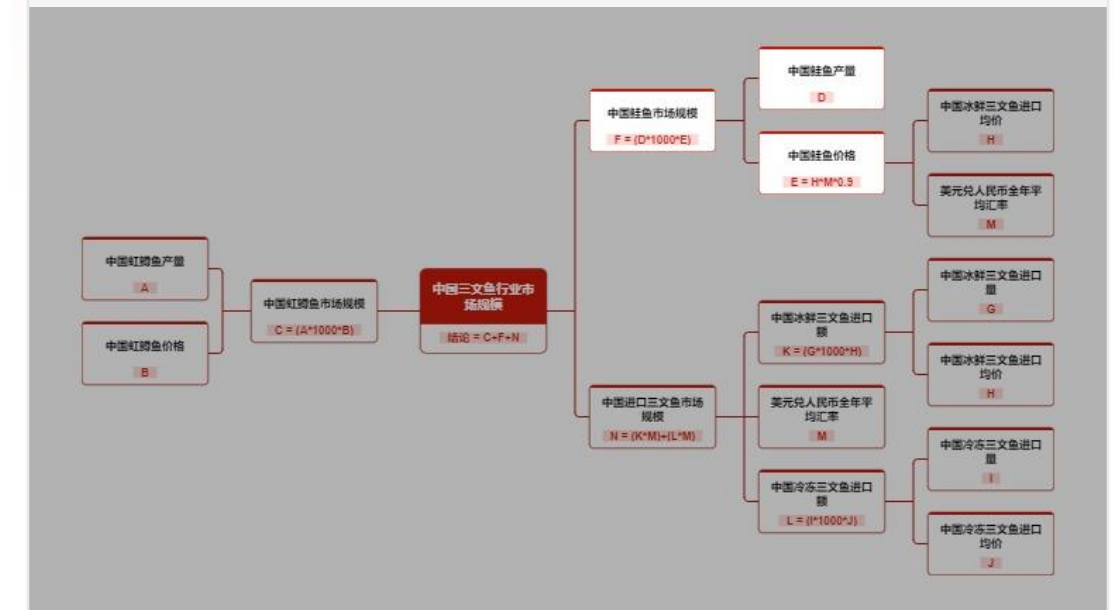 中国鲑鱼产量
D
中国鲑鱼市场规模
F = (D*1000*E)
中国鲑鱼价格
E = H*M*0.9
中国冰鲜三文鱼进口
均价
H
美元兑人民币全年平
均汇率
M
中国虹鳟鱼产量
A
中国虹鳟鱼市场规模
C = (A*1000*B)
中国虹鳟鱼价格
B
中国三文鱼行业市
场规模
结论 = C+F+N
中国进口三文鱼市场
规模
N = (K*M)+(L*M)
中国冰鲜三文鱼进口
额
K = (G*1000*H)
美元兑人民币全年平
均汇率
M
中国冷冻三文鱼进口
额
L = (I*1000*J)
中国冰鲜三文鱼进口
量
G
中国冰鲜三文鱼进口
均价
H
中国冷冻三文鱼进口
量
I
中国冷冻三文鱼进口
均价
J